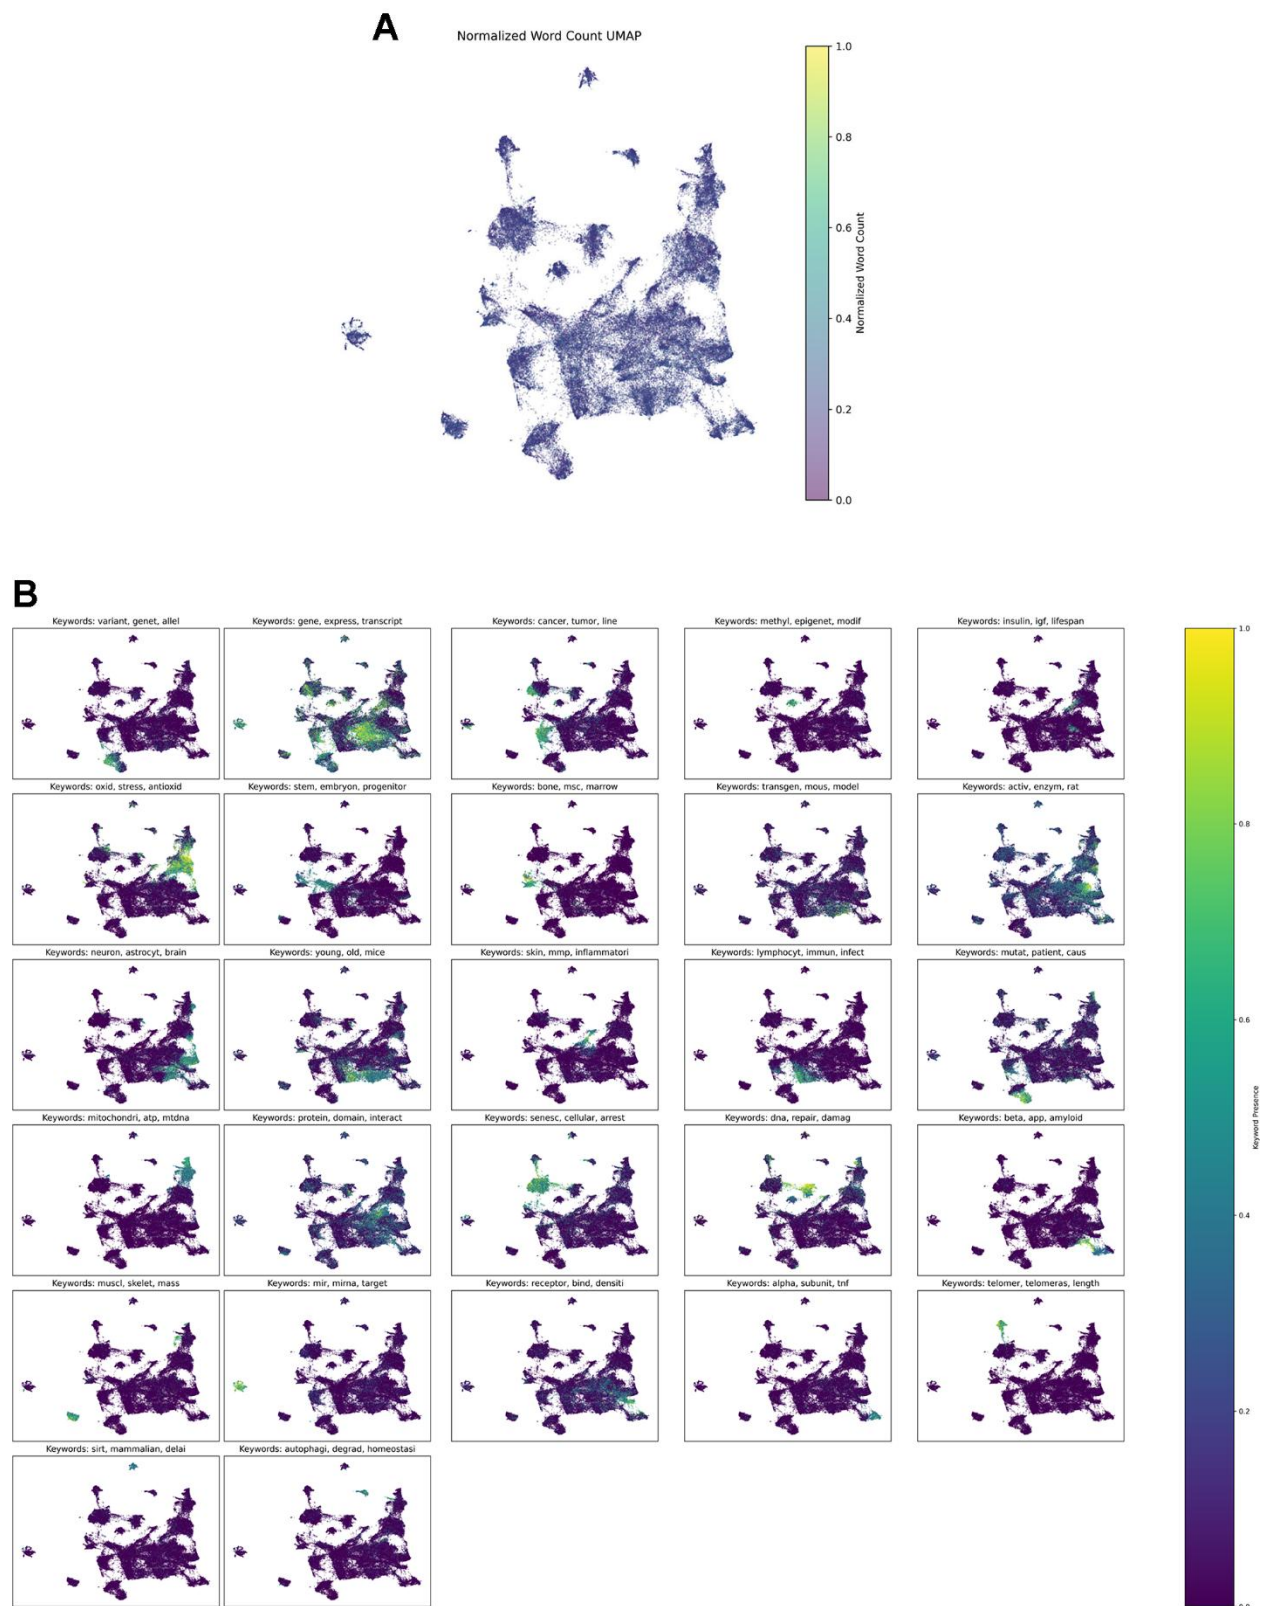 A
Normalized Word Count UMAP
1.0
0.8
0.6
0.4
0.2
0.0
Normalized Word Count
B
Keywords: variant, genet, allel
Keywords: gene, express, transcript
Keywords: cancer, tumor, line
Keywords: methyl, epigenet, modif
Keywords: insulin, igf, lifespan
Keywords: oxid, stress, antioxid
Keywords: stem, embryon, progenitor
Keywords: bone, msc, marrow
Keywords: transgen, mous, model
Keywords: activ, enzym, rat
Keywords: neuron, astrocyt, brain
Keywords: young, old, mice
Keywords: skin, mmp, inflammatori
Keywords: lymphocyt, immun, infect
Keywords: mutat, patient, caus
Keywords: mitochondri, atp, mtdna
Keywords: protein, domain, interact
Keywords: senesc, cellular, arrest
Keywords: dna, repair, damag
Keywords: beta, app, amyloid
Keywords: muscl, skelet, mass
Keywords: mir, mirna, target
Keywords: receptor, bind, densiti
Keywords: alpha, subunit, tnf
Keywords: telomer, telomeras, length
Keywords: sirt, mammalian, delai
Keywords: autophagi, degrad, homeostasi
1.0
0.8
0.6
0.4
0.2
Keyword Presence